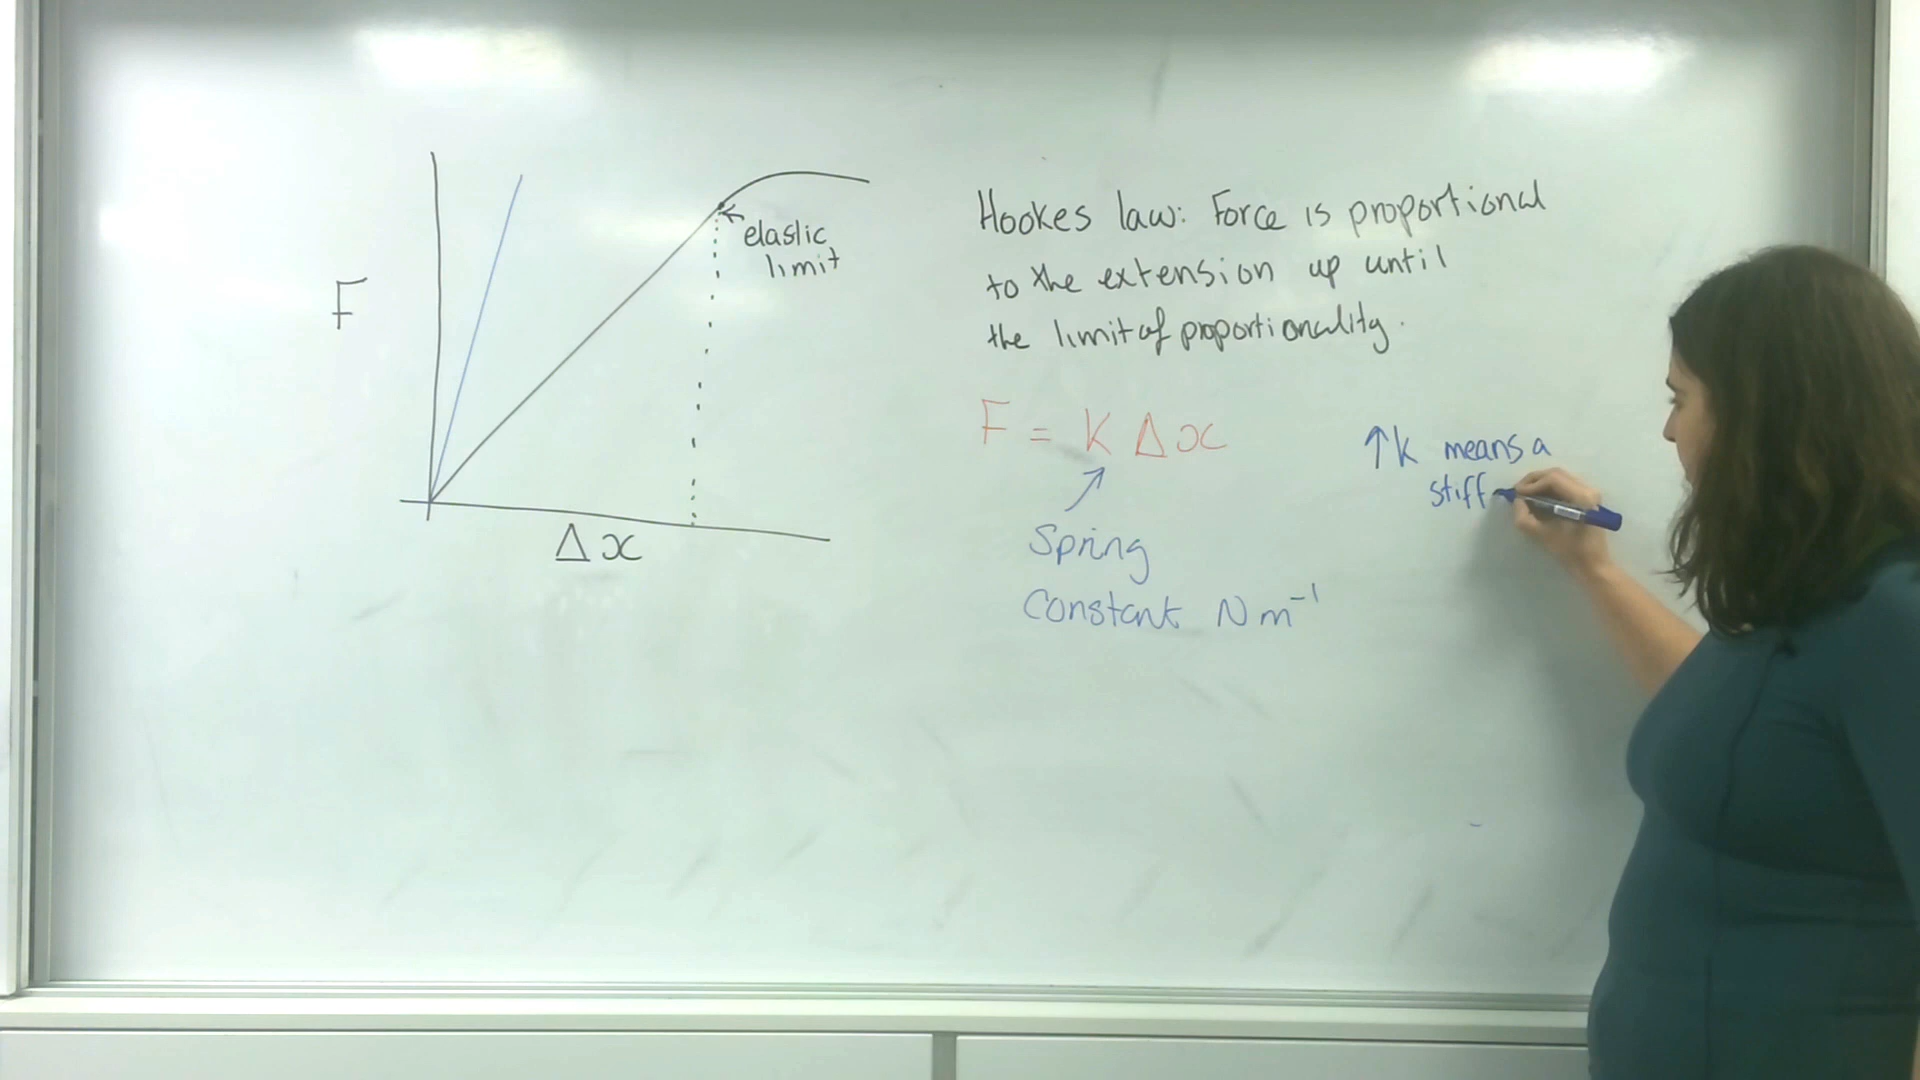 F
elastic
limit
Δx
Hookes law: Force is proportional
to the extension up until
the limit of proportionality.
F = K Δx
Spring
Constant Nm⁻¹
↑k means a
stiff